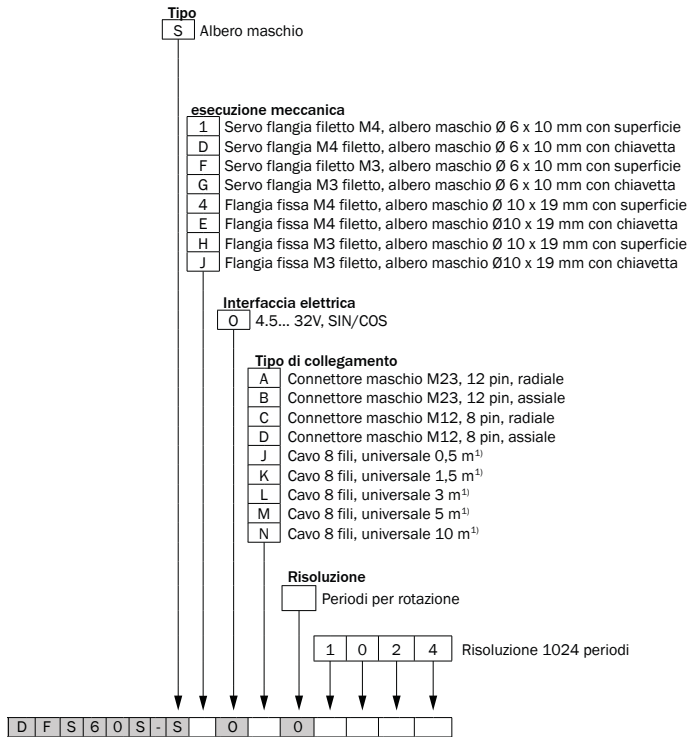 Tipo
S Albero maschio
esecuzione meccanica
1 Servo flangia filetto M4, albero maschio Ø 6 x 10 mm con superficie
D Servo flangia M4 filetto, albero maschio Ø 6 x 10 mm con chiavetta
F Servo flangia filetto M3, albero maschio Ø 6 x 10 mm con superficie
G Servo flangia M3 filetto, albero maschio Ø 6 x 10 mm con chiavetta
4 Flangia fissa M4 filetto, albero maschio Ø 10 x 19 mm con superficie
E Flangia fissa M4 filetto, albero maschio Ø10 x 19 mm con chiavetta
H Flangia fissa M3 filetto, albero maschio Ø 10 x 19 mm con superficie
J Flangia fissa M3 filetto, albero maschio Ø10 x 19 mm con chiavetta
Interfaccia elettrica
0 4.5... 32V, SIN/COS
Tipo di collegamento
A Connettore maschio M23, 12 pin, radiale
B Connettore maschio M23, 12 pin, assiale
C Connettore maschio M12, 8 pin, radiale
D Connettore maschio M12, 8 pin, assiale
J Cavo 8 fili, universale 0,5 m1)
K Cavo 8 fili, universale 1,5 m1)
L Cavo 8 fili, universale 3 m1)
M Cavo 8 fili, universale 5 m1)
N Cavo 8 fili, universale 10 m1)
Risoluzione
Periodi per rotazione
1 0 2 4 Risoluzione 1024 periodi
D F S 6 0 S - S 0 0